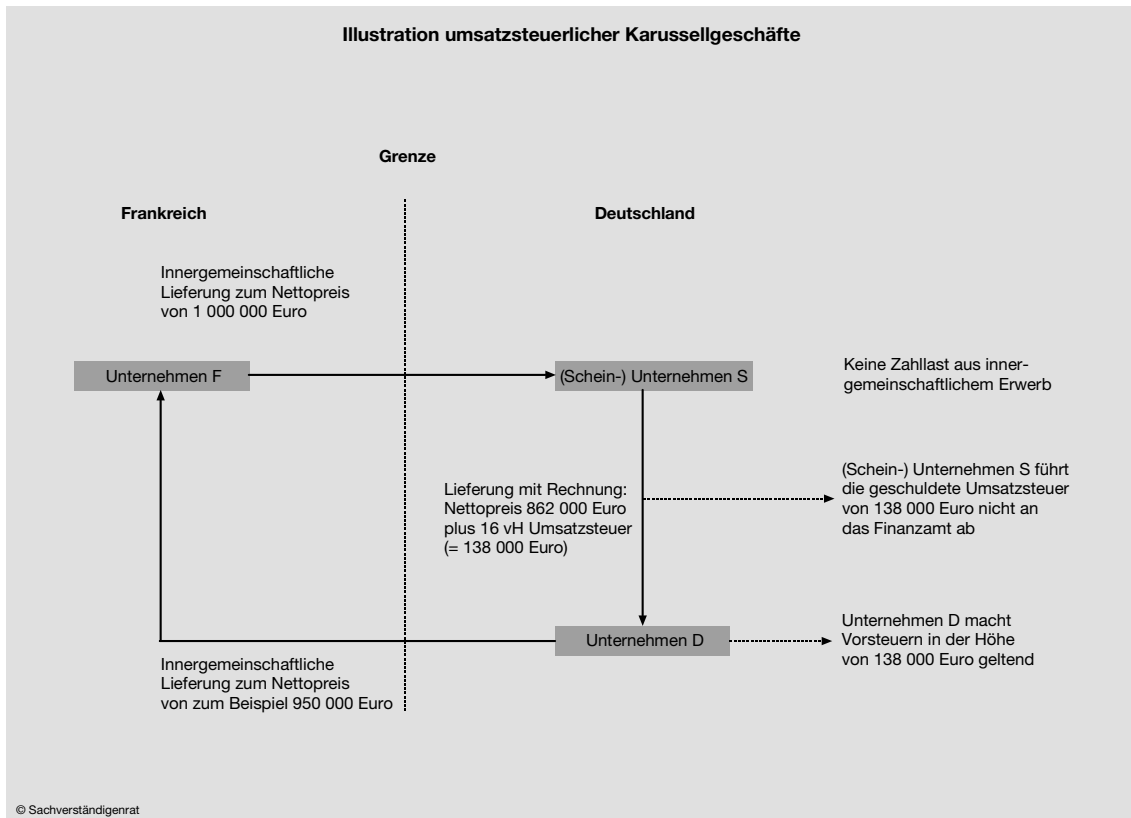 Illustration umsatzsteuerlicher Karussellgeschäfte
Grenze
Frankreich
Deutschland
Innergemeinschaftliche
Lieferung zum Nettopreis
von 1 000 000 Euro
Unternehmen F
(Schein-) Unternehmen S
Keine Zahllast aus inner-
gemeinschaftlichem Erwerb
Lieferung mit Rechnung:
Nettopreis 862 000 Euro
plus 16 vH Umsatzsteuer
(= 138 000 Euro)
(Schein-) Unternehmen S führt
die geschuldete Umsatzsteuer
von 138 000 Euro nicht an
das Finanzamt ab
Unternehmen D
Unternehmen D macht
Vorsteuern in der Höhe
von 138 000 Euro geltend
Innergemeinschaftliche
Lieferung zum Nettopreis
von zum Beispiel 950 000 Euro
© Sachverständigenrat